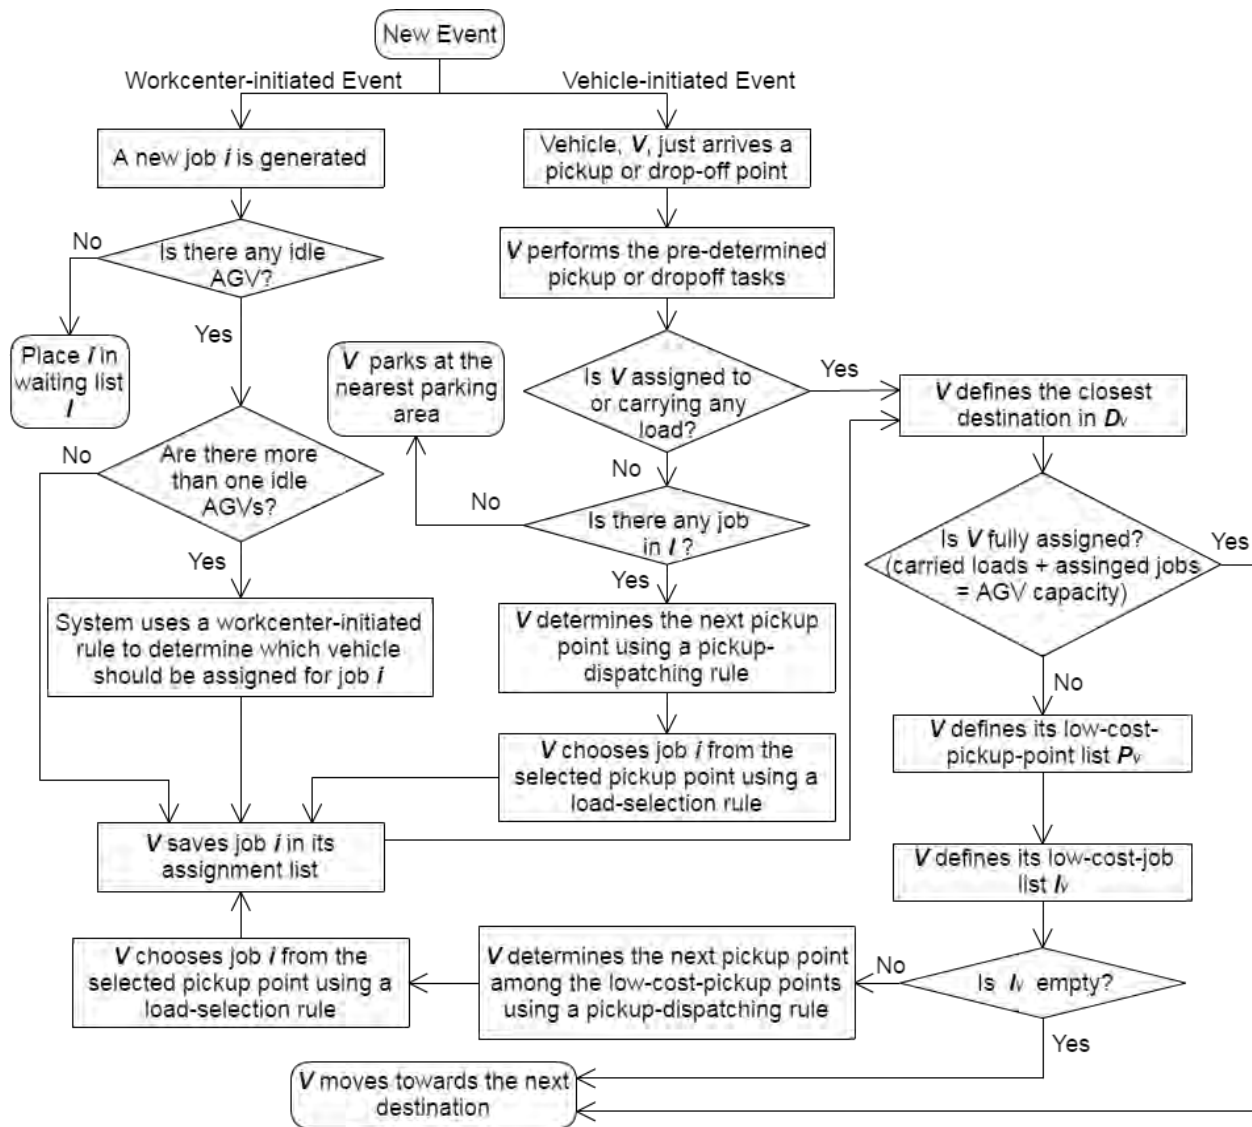 New Event
Workcenter-initiated Event
Vehicle-initiated Event
A new job i is generated
Vehicle, V, just arrives a
pickup or drop-off point
No
Is there any idle
AGV?
V performs the pre-determined
pickup or dropoff tasks
Yes
Place i in
waiting list
I
V parks at the
nearest parking
area
Is V assigned to
or carrying any
load?
Yes
V defines the closest
destination in Dv
No
Are there more
than one idle
AGVs?
No
No
Is there any job
in I ?
Is V fully assigned?
(carried loads + assinged jobs
= AGV capacity)
Yes
Yes
Yes
System uses a workcenter-initiated
rule to determine which vehicle
should be assigned for job i
V determines the next pickup
point using a pickup-
dispatching rule
No
V defines its low-cost-
pickup-point list Pv
V chooses job i from the
selected pickup point using a
load-selection rule
V saves job i in its
assignment list
V defines its low-cost-job
list Iv
V chooses job i from the
selected pickup point using a
load-selection rule
V determines the next pickup point
among the low-cost-pickup points
using a pickup-dispatching rule
No
Is Iv empty?
Yes
V moves towards the next
destination